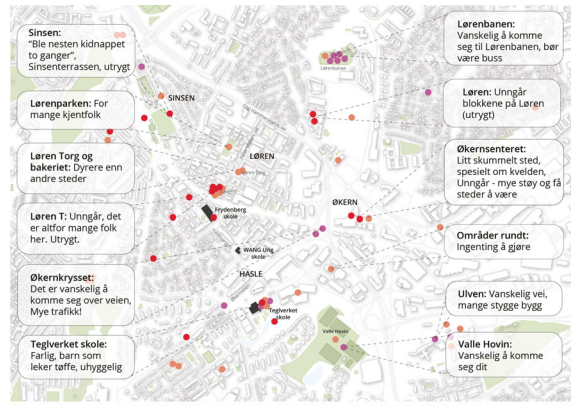 Sinsen:
"Ble nesten kidnappet
to ganger",
Sinsenterrassen, utrygt
Lørenparken: For
mange kjentfolk
Løren Torg og
bakeriet: Dyrere enn
andre steder
Løren T: Unngår, det
er altfor mange folk
her. Utrygt.
Økernkrysset:
Det er vanskelig å
komme seg over veien,
Mye trafikk!
Teglverket skole:
Farlig, barn som
leker tøffe, uhyggelig
SINSEN
LØREN
Lørenbanen
Løren Torg
Frydenberg
skole
ØKERN
WANG Ung
skole
HASLE
Teglverket
skole
Valle Hovin
Lørenbanen:
Vanskelig å komme
seg til Lørenbanen, bør
være buss
Løren: Unngår
blokkene på Løren
(utrygt)
Økernsenteret:
Litt skummelt sted,
spesielt om kvelden,
Unngår - mye støy og få
steder å være
Områder rundt:
Ingenting å gjøre
Ulven: Vanskelig vei,
mange stygge bygg
Valle Hovin:
Vanskelig å komme
seg dit